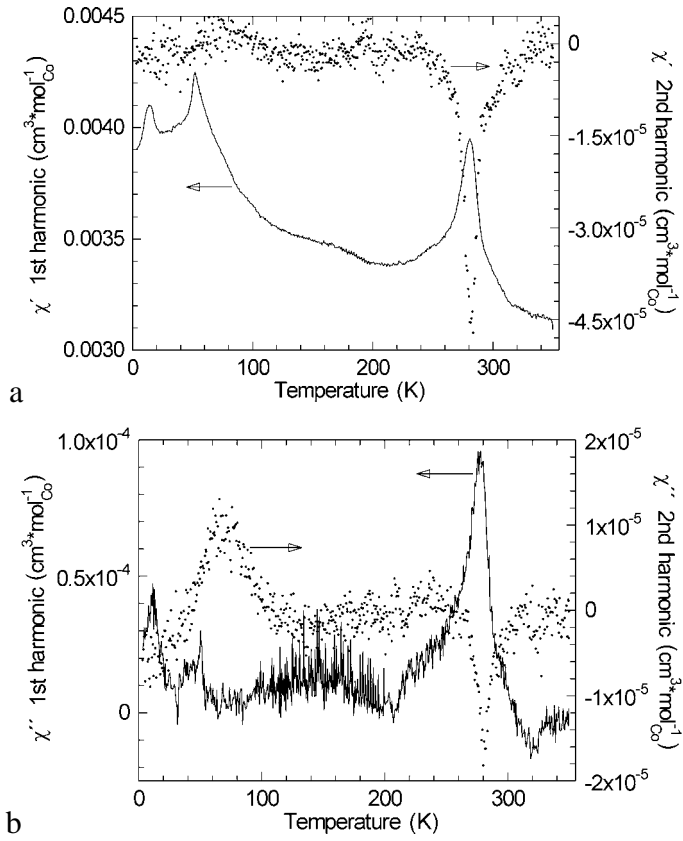 0.0045
0.0040
0.0035
0.0030
χ′ 1st harmonic (cm³*mol⁻¹Co)
0
-1.5x10⁻⁵
-3.0x10⁻⁵
-4.5x10⁻⁵
χ′ 2nd harmonic (cm³*mol⁻¹Co)
0 100 200 300
Temperature (K)
a
1.0x10⁻⁴
0.5x10⁻⁴
0
χ′′ 1st harmonic (cm³*mol⁻¹Co)
2x10⁻⁵
1x10⁻⁵
0
-1x10⁻⁵
-2x10⁻⁵
χ′′ 2nd harmonic (cm³*mol⁻¹Co)
0 100 200 300
Temperature (K)
b